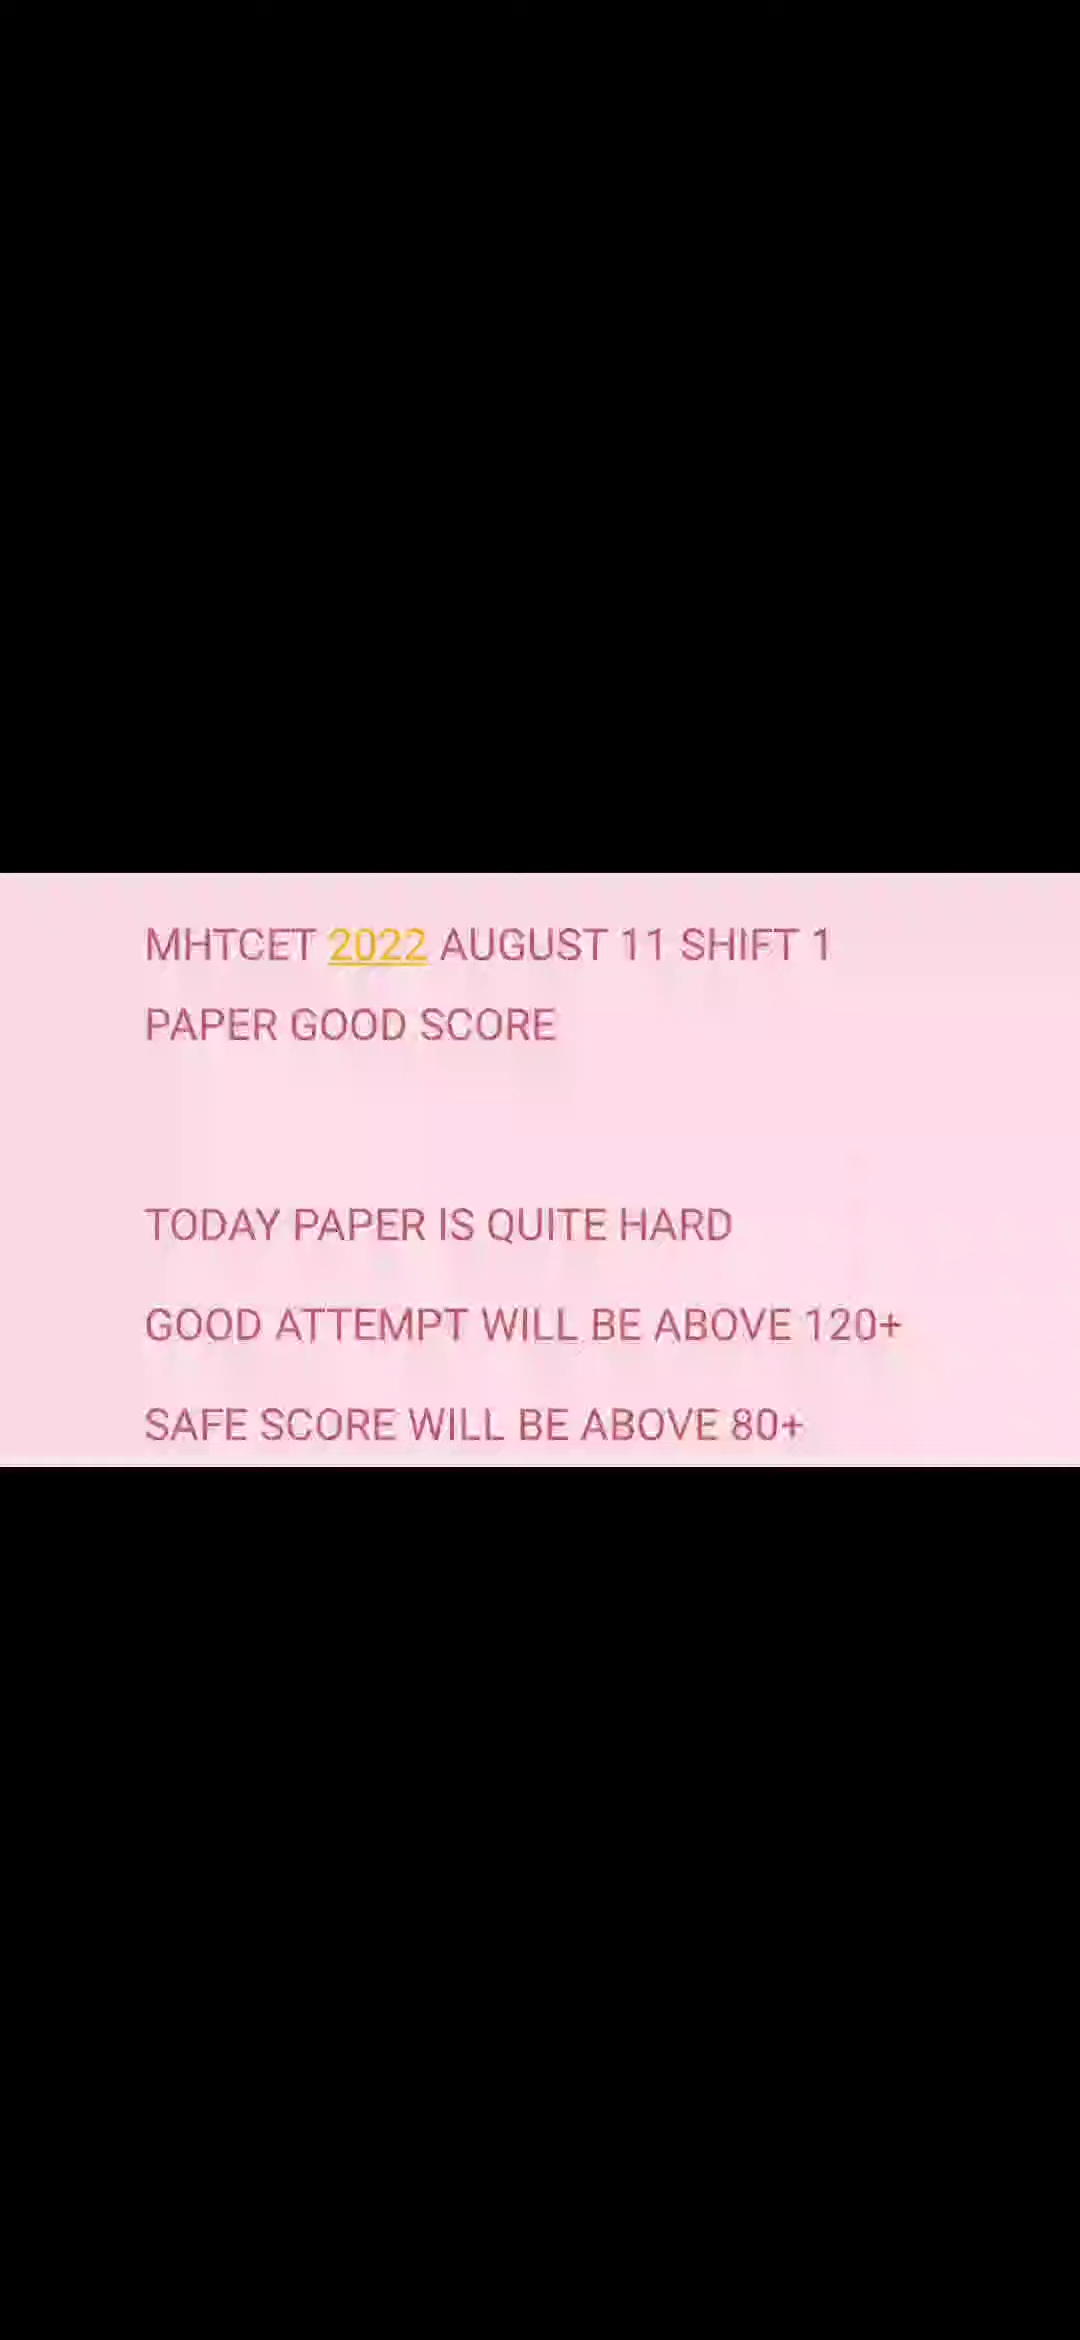 MHTCET 2022 AUGUST 11 SHIFT 1
PAPER GOOD SCORE
TODAY PAPER IS QUITE HARD
GOOD ATTEMPT WILL BE ABOVE 120+
SAFE SCORE WILL BE ABOVE 80+